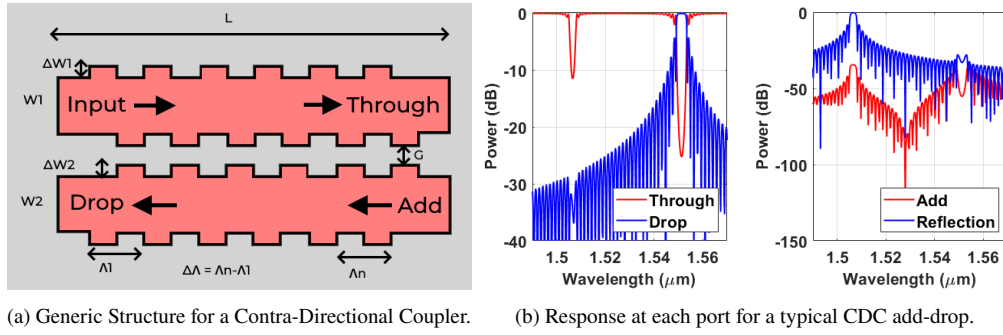 L
ΔW1
W1
Input
Through
G
ΔW2
W2
Drop
Add
Λ1
ΔΛ = Λn-Λ1
Λn
(a) Generic Structure for a Contra-Directional Coupler.
0
-10
-20
-30
-40
Power (dB)
Through
Drop
1.5
1.52
1.54
1.56
Wavelength (μm)
0
-50
-100
-150
Power (dB)
Add
Reflection
1.5
1.52
1.54
1.56
Wavelength (μm)
(b) Response at each port for a typical CDC add-drop.